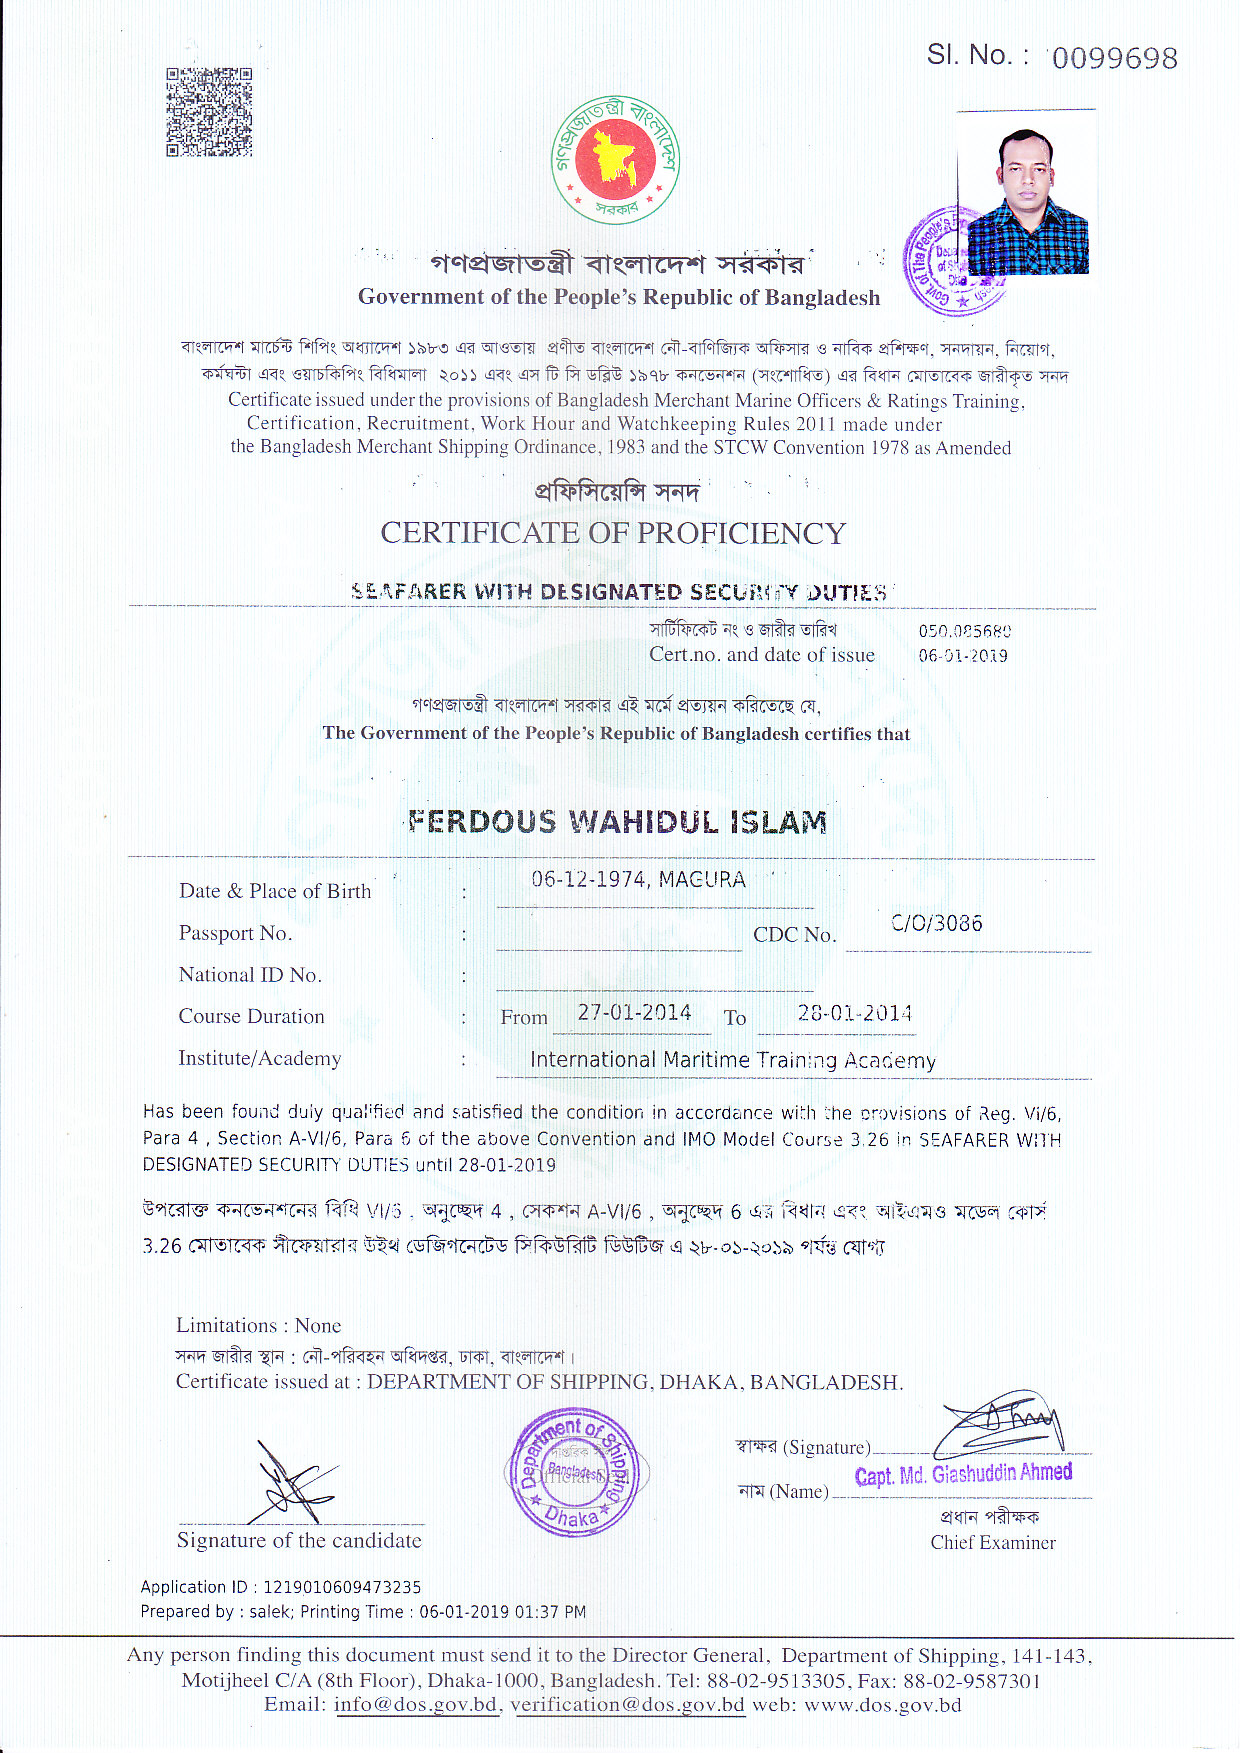 Sl. No. : 0099698
গণপ্রজাতন্ত্রী বাংলাদেশ
সরকার
গণপ্রজাতন্ত্রী বাংলাদেশ সরকার
Government of the People's Republic of Bangladesh
বাংলাদেশ মার্চেন্ট শিপিং অধ্যাদেশ ১৯৮৩ এর আওতায় প্রণীত বাংলাদেশ নৌ-বাণিজ্যিক অফিসার ও নাবিক প্রশিক্ষণ, সনদায়ন, নিয়োগ,
কর্মঘন্টা এবং ওয়াচকিপিং বিধিমালা ২০১১ এবং এস টি সি ডব্লিউ ১৯৭৮ কনভেনশন (সংশোধিত) এর বিধান মোতাবেক জারীকৃত সনদ
Certificate issued under the provisions of Bangladesh Merchant Marine Officers & Ratings Training,
Certification, Recruitment, Work Hour and Watchkeeping Rules 2011 made under
the Bangladesh Merchant Shipping Ordinance, 1983 and the STCW Convention 1978 as Amended
প্রফিসিয়েন্সি সনদ
CERTIFICATE OF PROFICIENCY
SEAFARER WITH DESIGNATED SECURITY DUTIES
সার্টিফিকেট নং ও জারীর তারিখ 050.085680
Cert.no. and date of issue 06-01-2019
গণপ্রজাতন্ত্রী বাংলাদেশ সরকার এই মর্মে প্রত্যয়ন করিতেছে যে,
The Government of the People's Republic of Bangladesh certifies that
FERDOUS WAHIDUL ISLAM
Date & Place of Birth : 06-12-1974, MAGURA
Passport No. : CDC No. C/O/3086
National ID No. :
Course Duration : From 27-01-2014 To 28-01-2014
Institute/Academy : International Maritime Training Academy
Has been found duly qualified and satisfied the condition in accordance with the provisions of Reg. VI/6,
Para 4 , Section A-VI/6, Para 6 of the above Convention and IMO Model Course 3.26 in SEAFARER WITH
DESIGNATED SECURITY DUTIES until 28-01-2019
উপরোক্ত কনভেনশনের বিধি VI/6 , অনুচ্ছেদ 4 , সেকশন A-VI/6 , অনুচ্ছেদ 6 এর বিধান এবং আইএমও মডেল কোর্স
3.26 মোতাবেক সীফেয়ারার উইথ ডেজিগনেটেড সিকিউরিটি ডিউটিজ এ ২৮-০১-২০১৯ পর্যন্ত যোগ্য
Limitations : None
সনদ জারীর স্থান : নৌ-পরিবহন অধিদপ্তর, ঢাকা, বাংলাদেশ।
Certificate issued at : DEPARTMENT OF SHIPPING, DHAKA, BANGLADESH.
Department of Shipping
Bangladesh
Dhaka
স্বাক্ষর (Signature)
Capt. Md. Giashuddin Ahmed
নাম (Name)
প্রধান পরীক্ষক
Chief Examiner
Signature of the candidate
Application ID : 1219010609473235
Prepared by : salek; Printing Time : 06-01-2019 01:37 PM
Any person finding this document must send it to the Director General, Department of Shipping, 141-143,
Motijheel C/A (8th Floor), Dhaka-1000, Bangladesh. Tel: 88-02-9513305, Fax: 88-02-9587301
Email: info@dos.gov.bd, verification@dos.gov.bd web: www.dos.gov.bd